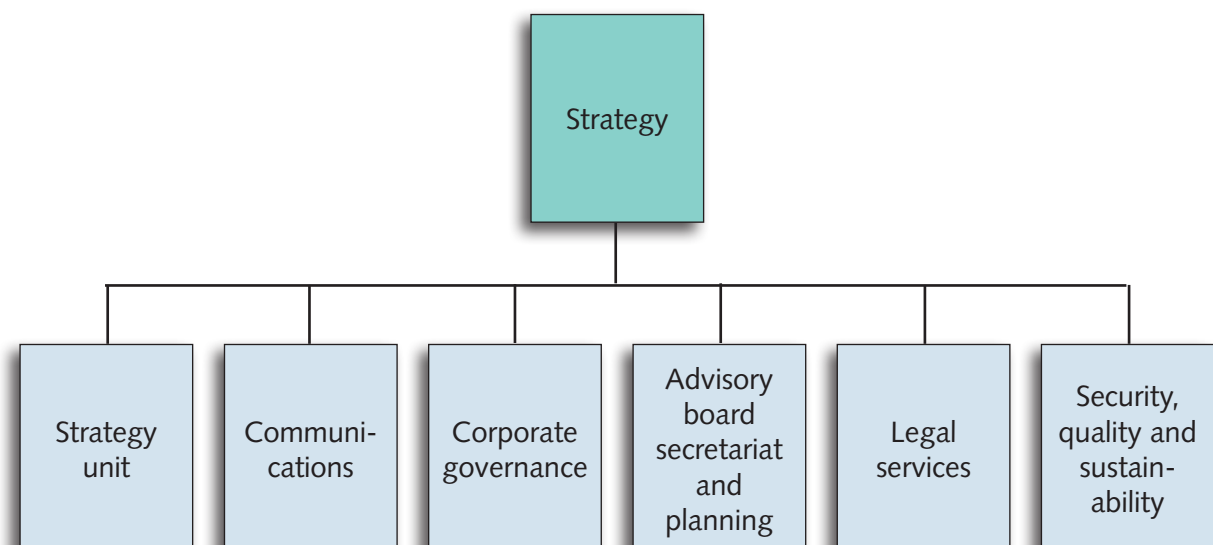 Strategy
Strategy
unit
Communi-
cations
Corporate
governance
Advisory
board
secretariat
and
planning
Legal
services
Security,
quality and
sustain-
ability